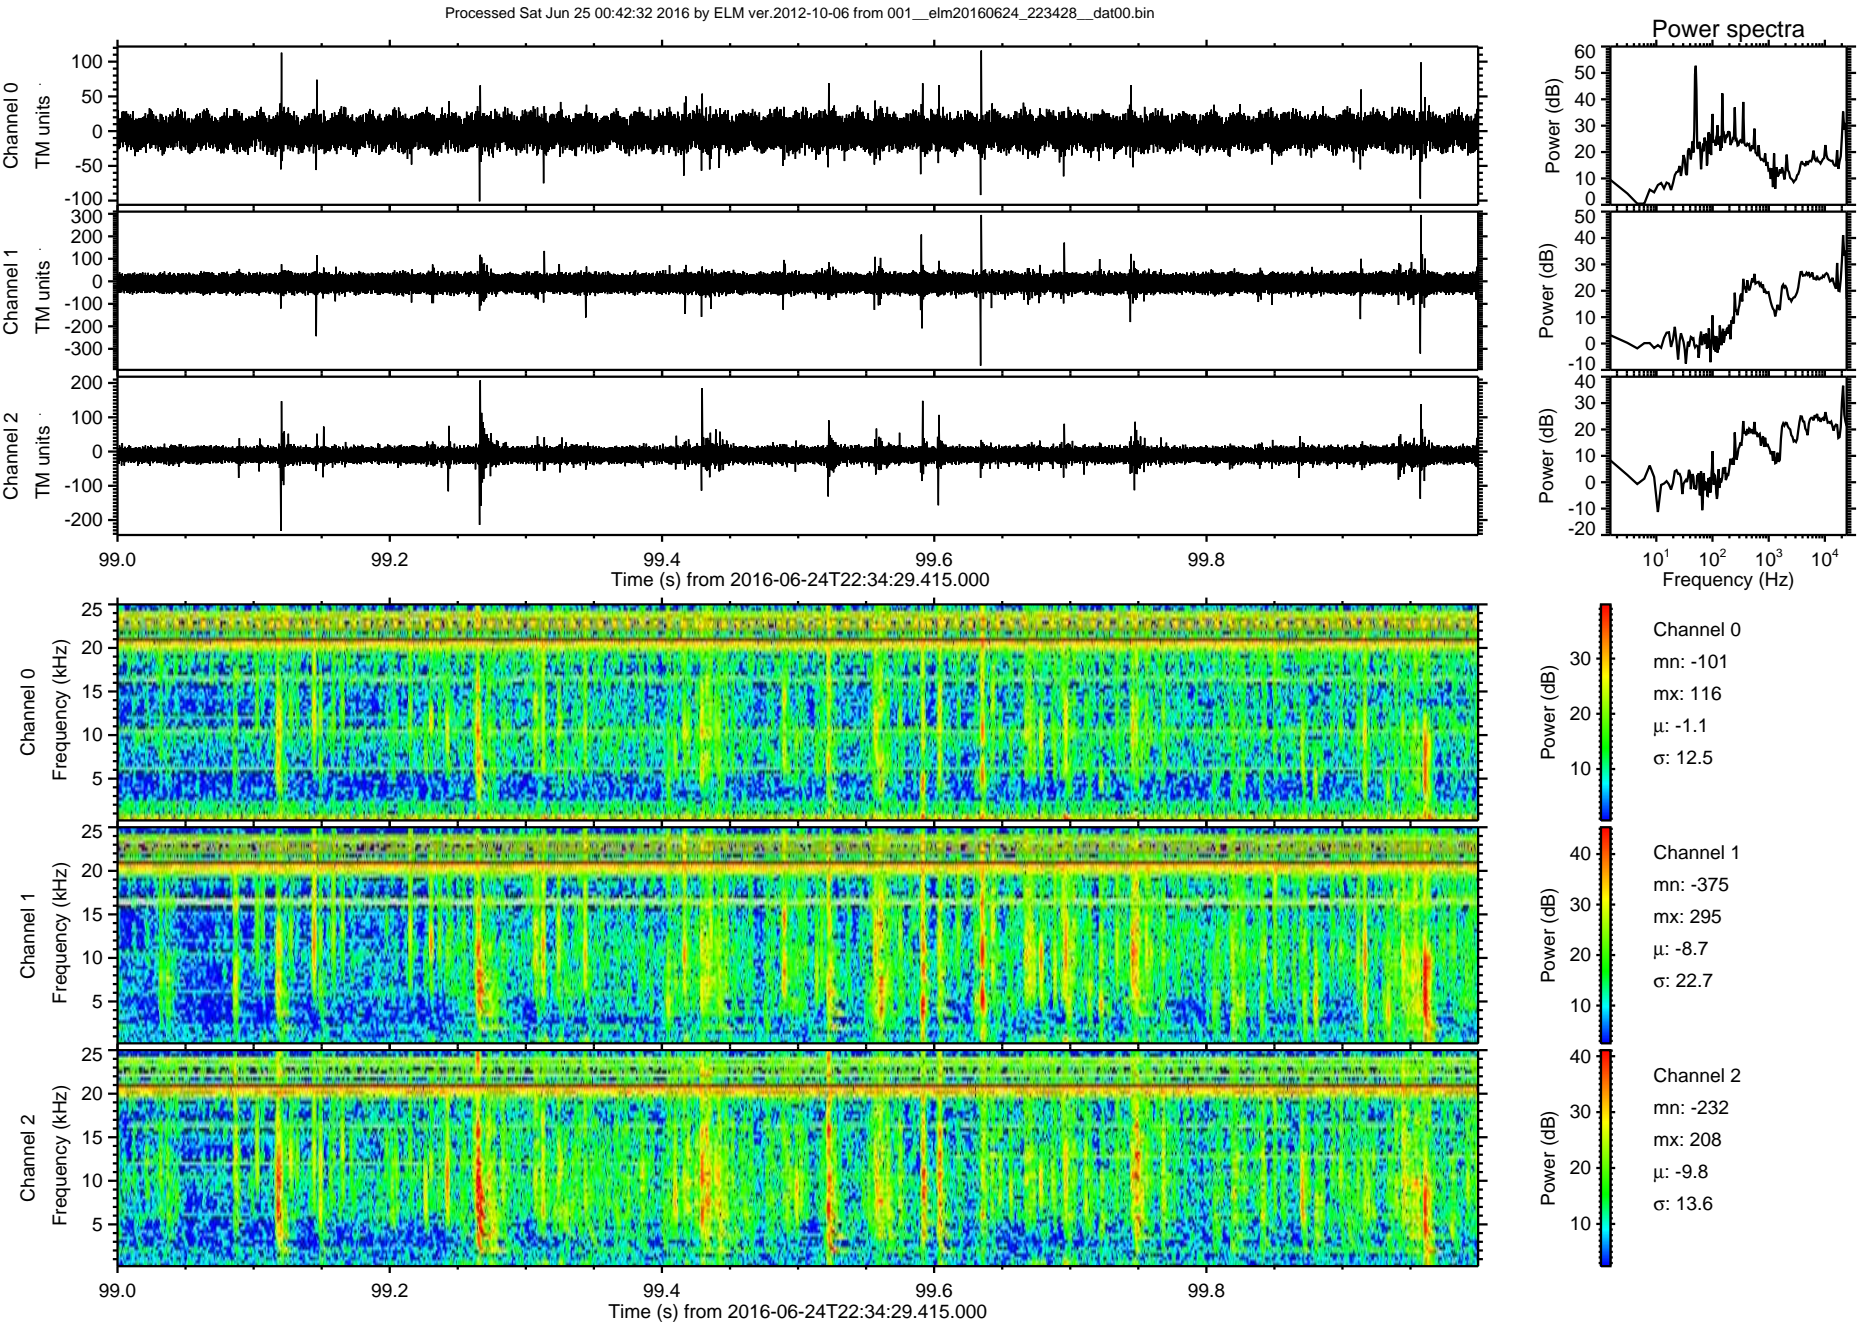 Processed Sat Jun 25 00:42:32 2016 by ELM ver.2012-10-06 from 001__elm20160624_223428__dat00.bin
Power spectra
Channel 0
TM units
100
50
0
-50
-100
Power (dB)
60
50
40
30
20
10
0
Channel 1
TM units
300
200
100
0
-100
-200
-300
Power (dB)
50
40
30
20
10
0
-10
Channel 2
TM units
200
100
0
-100
-200
Power (dB)
40
30
20
10
0
-10
-20
99.0 99.2 99.4 99.6 99.8
Time (s) from 2016-06-24T22:34:29.415.000
10¹ 10² 10³ 10⁴
Frequency (Hz)
Channel 0
Frequency (kHz)
25
20
15
10
5
Power (dB)
30
20
10
Channel 0
mn: -101
mx: 116
μ: -1.1
σ: 12.5
Channel 1
Frequency (kHz)
25
20
15
10
5
Power (dB)
40
30
20
10
Channel 1
mn: -375
mx: 295
μ: -8.7
σ: 22.7
Channel 2
Frequency (kHz)
25
20
15
10
5
Power (dB)
40
30
20
10
Channel 2
mn: -232
mx: 208
μ: -9.8
σ: 13.6
99.0 99.2 99.4 99.6 99.8
Time (s) from 2016-06-24T22:34:29.415.000